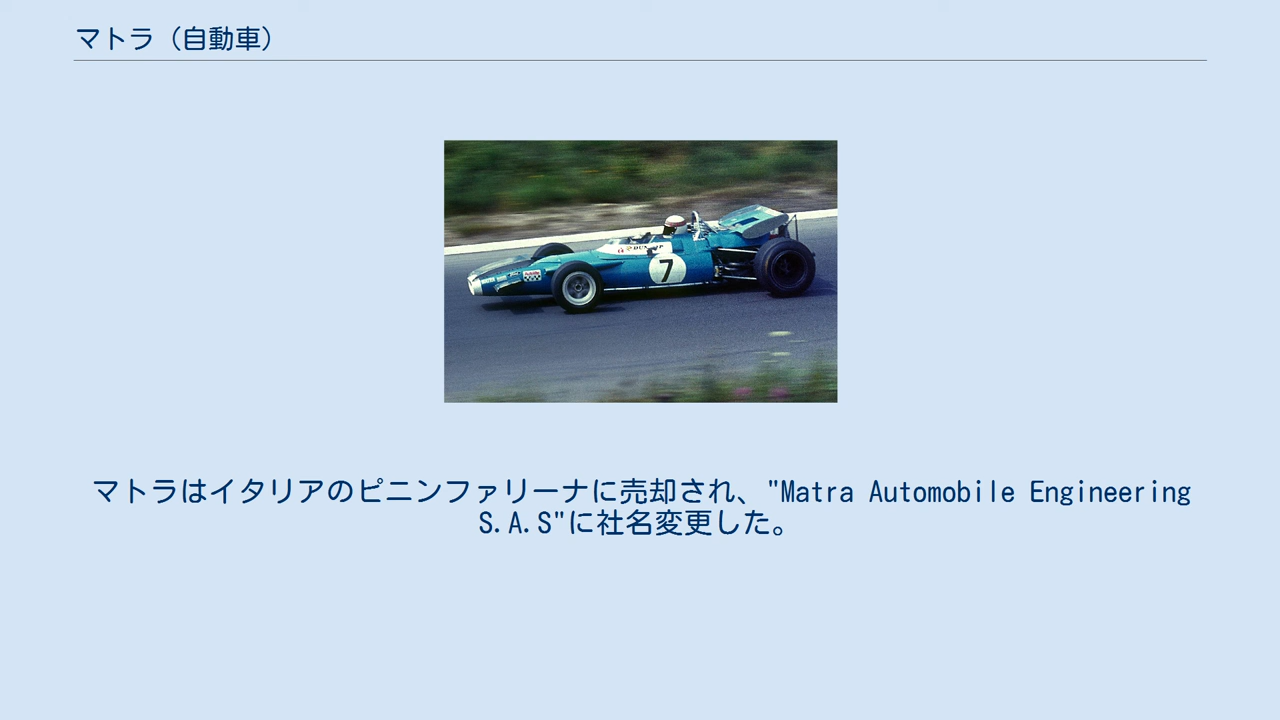 マトラ（自動車）
DUNLOP
7
マトラはイタリアのピニンファリーナに売却され、"Matra Automobile Engineering
S.A.S"に社名変更した。